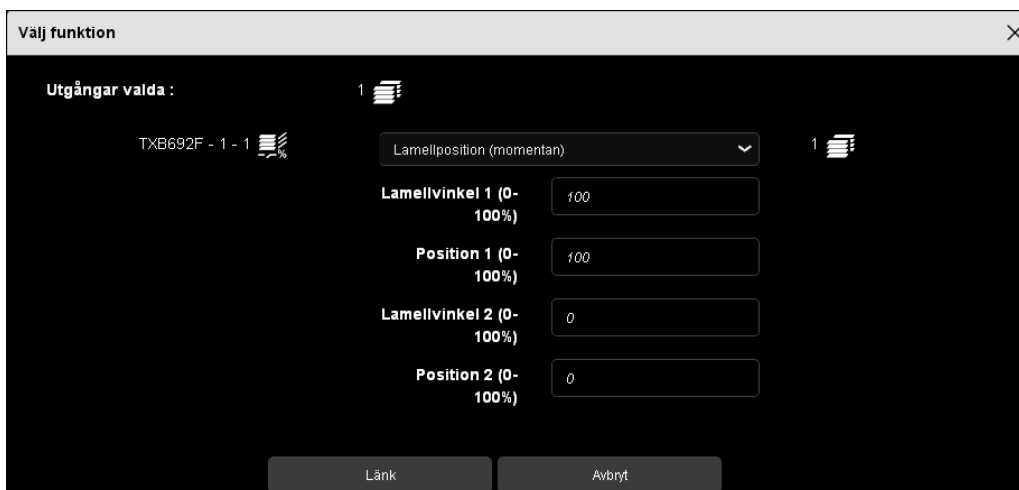 Välj funktion
Utgångar valda :
1
TXB692F - 1 - 1
%
Lamellposition (momentan)
1
Lamellvinkel 1 (0-
100%)
100
Position 1 (0-
100%)
100
Lamellvinkel 2 (0-
100%)
0
Position 2 (0-
100%)
0
Länk
Avbryt